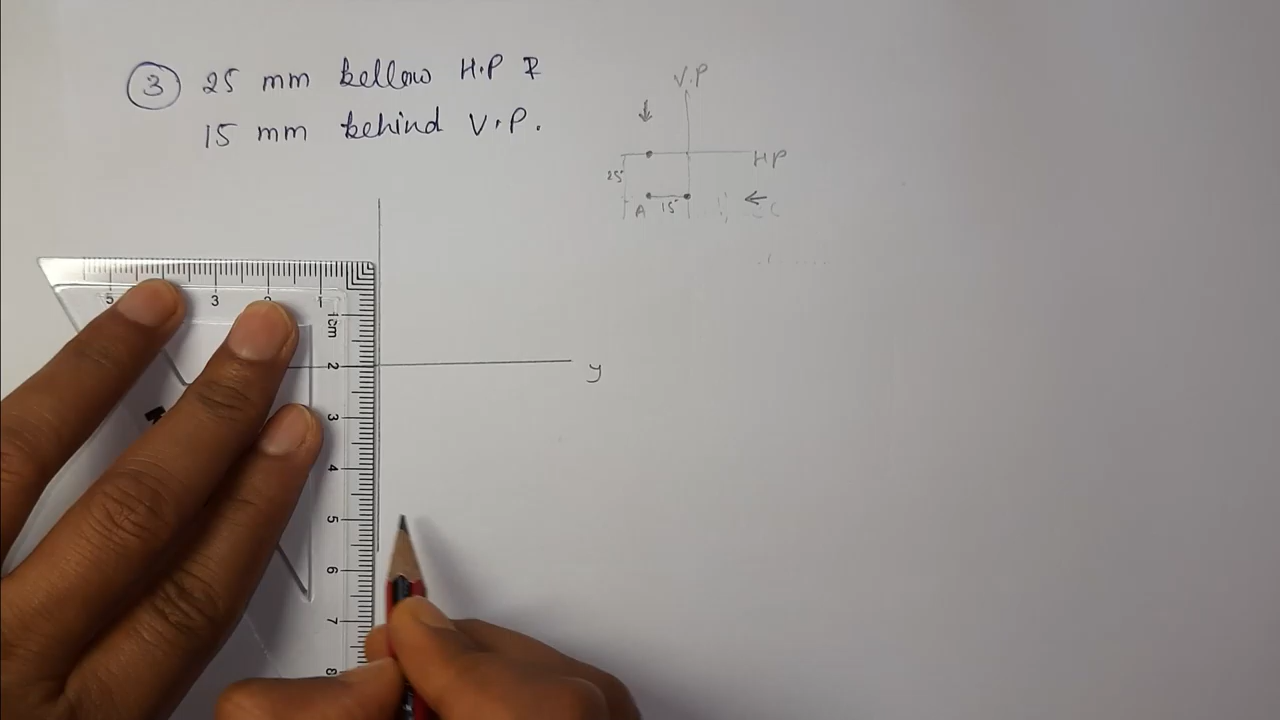 ③ 25 mm bellow H.P &
15 mm behind V.P.
V.P
HP
25
A 15
5 3 2 1
1cm
2
3
4
5
6
7
8
y